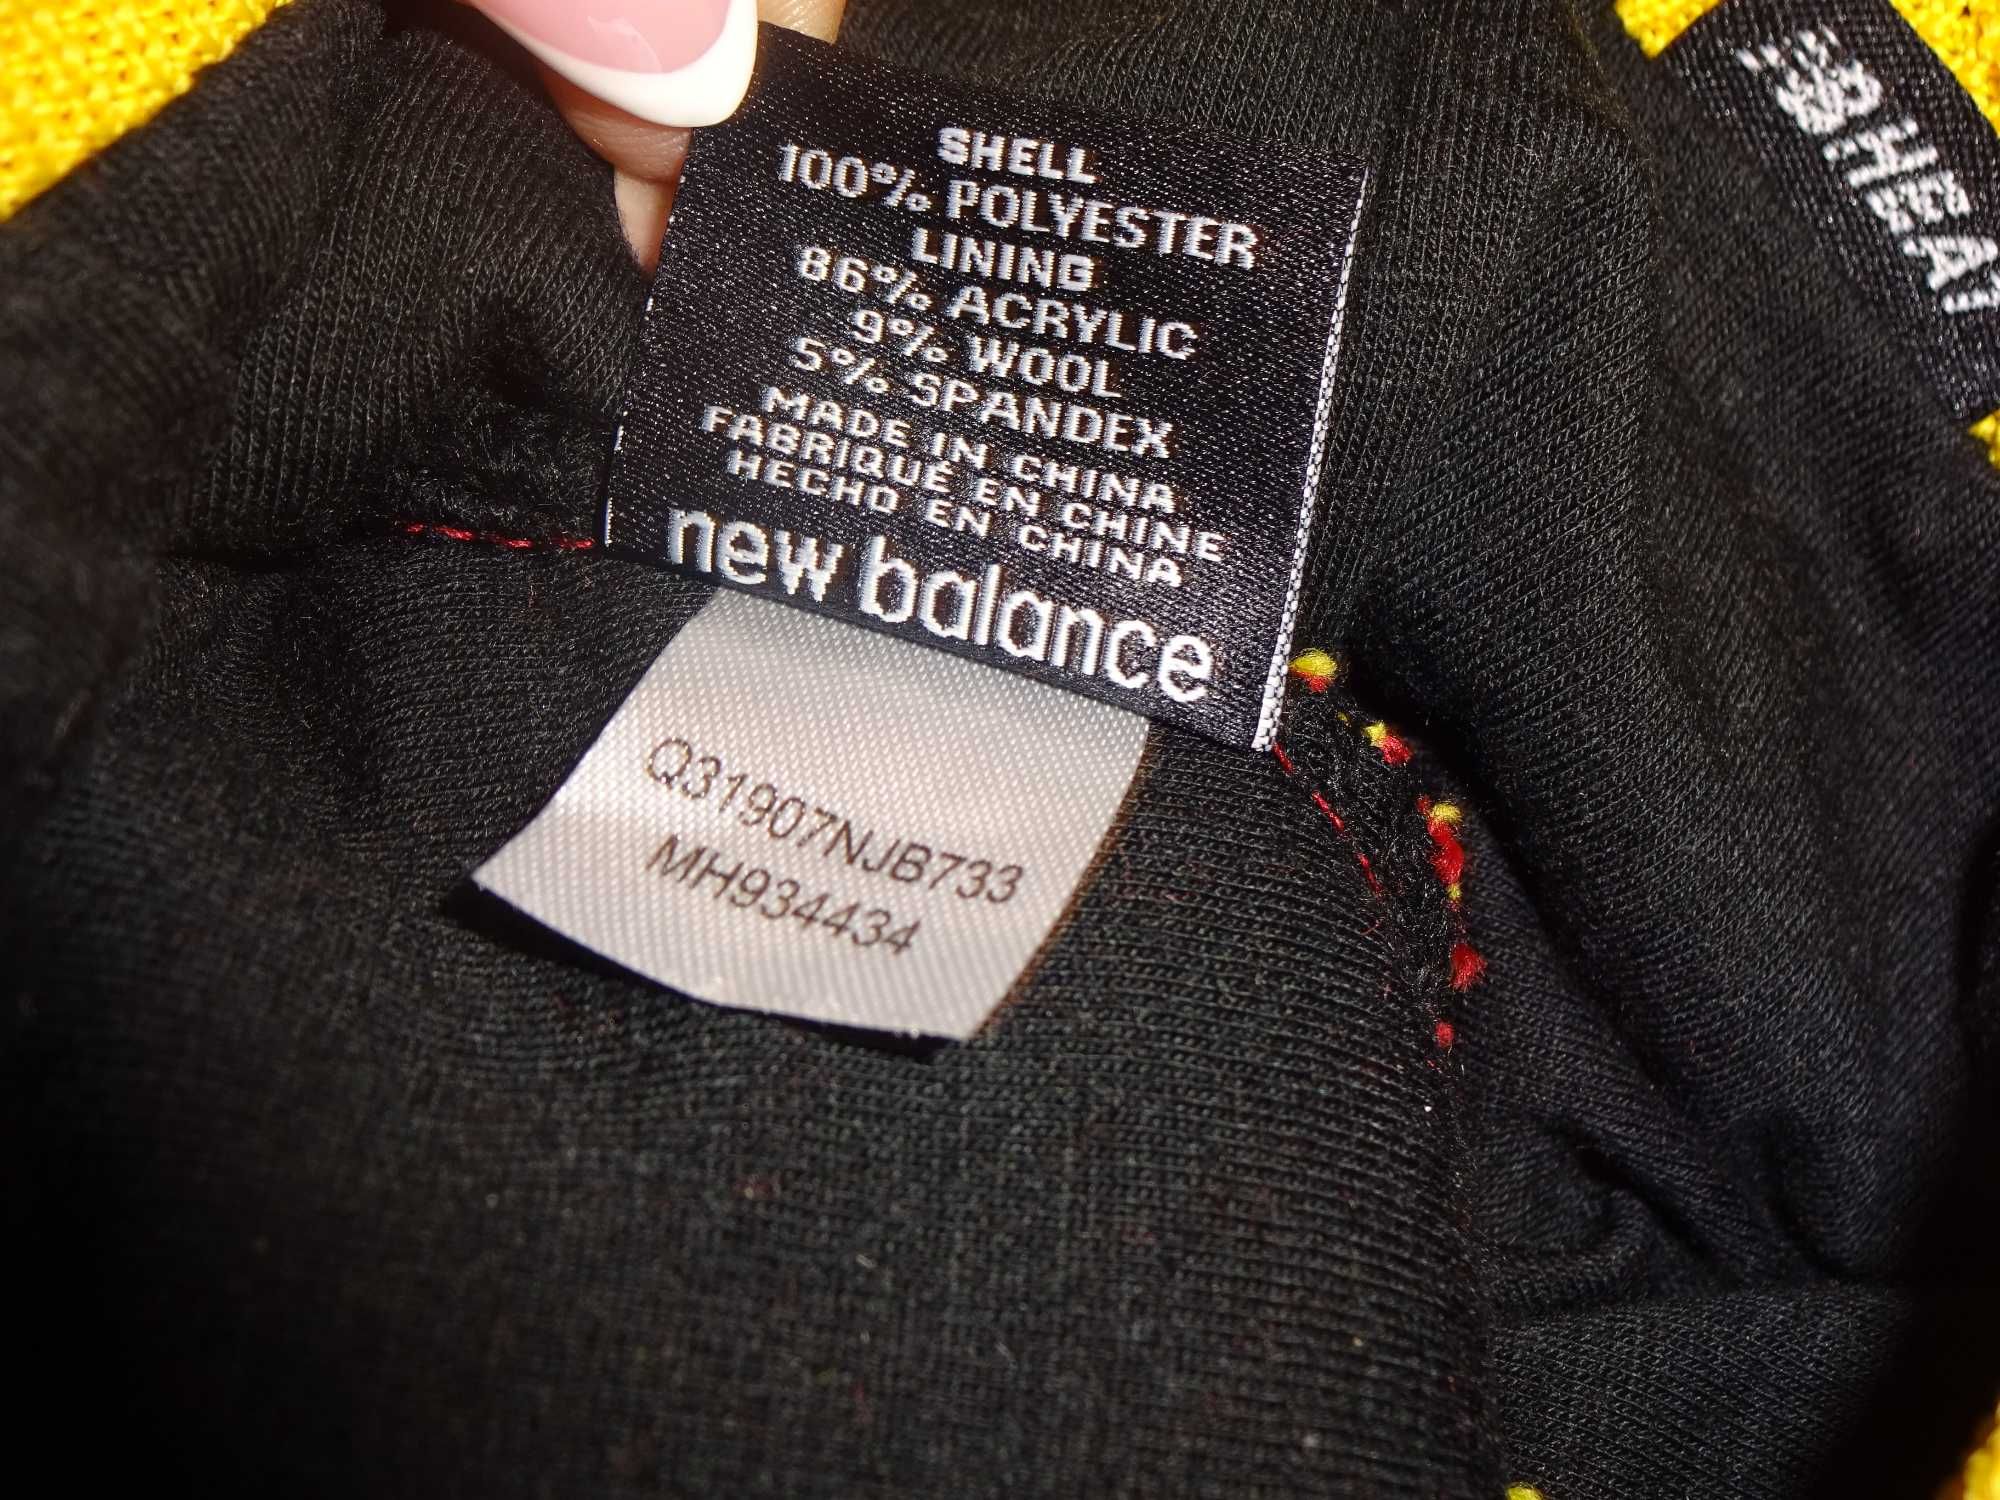 SHELL
100% POLYESTER
LINING
86% ACRYLIC
9% WOOL
5% SPANDEX
MADE IN CHINA
FABRIQUÉ EN CHINE
HECHO EN CHINA
new balance
Q31907NJB733
MH934434